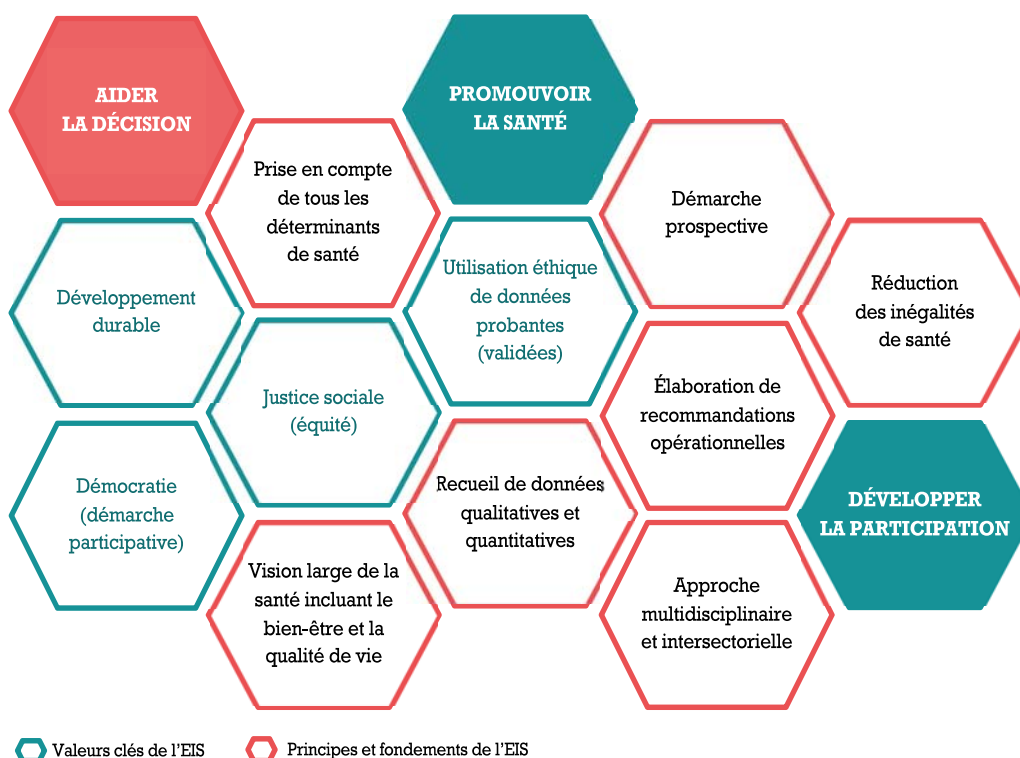 AIDER
LA DÉCISION
PROMOUVOIR
LA SANTÉ
Prise en compte
de tous les
déterminants
de santé
Démarche
prospective
Développement
durable
Utilisation éthique
de données
probantes
(validées)
Réduction
des inégalités
de santé
Justice sociale
(équité)
Élaboration de
recommandations
opérationnelles
Démocratie
(démarche
participative)
Recueil de données
qualitatives et
quantitatives
DÉVELOPPER
LA PARTICIPATION
Vision large de la
santé incluant le
bien-être et la
qualité de vie
Approche
multidisciplinaire
et intersectorielle
Valeurs clés de l'EIS
Principes et fondements de l'EIS